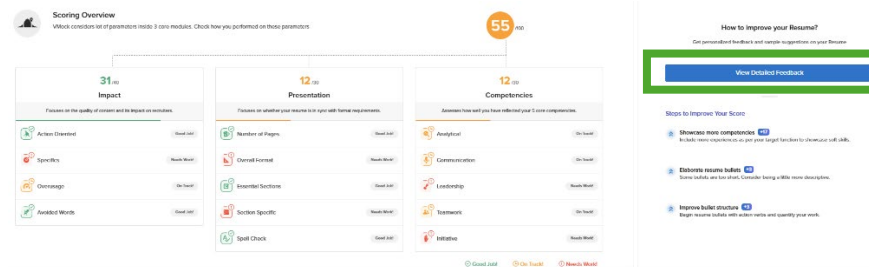 Scoring Overview
VMock considers lot of parameters inside 3 core modules. Check how you performed on those parameters
55 /100
31 /40
Impact
Focuses on the quality of content and its impact on recruiters.
Action Oriented
Good Job!
Specifics
Needs Work!
Overusage
On Track!
Avoided Words
Good Job!
12 /30
Presentation
Focuses on whether your resume is in sync with format requirements.
Number of Pages
Good Job!
Overall Format
Needs Work!
Essential Sections
Good Job!
Section Specific
Needs Work!
Spell Check
Good Job!
12 /30
Competencies
Assesses how well you have reflected your 5 core competencies.
Analytical
On Track!
Communication
On Track!
Leadership
Needs Work!
Teamwork
On Track!
Initiative
Needs Work!
Good Job!
On Track!
Needs Work!
How to improve your Resume?
Get personalized feedback and sample suggestions on your Resume
View Detailed Feedback
Steps to Improve Your Score
Showcase more competencies
Include more experiences as per your target function to showcase soft skills.
Elaborate resume bullets
Some bullets are too short. Consider being a little more descriptive.
Improve bullet structure
Begin resume bullets with action verbs and quantify your work.